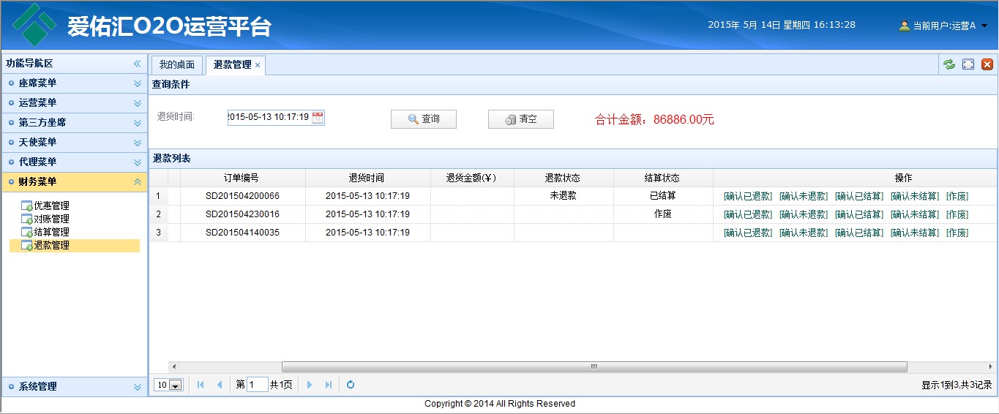 爱佑汇O2O运营平台
2015年 5月 14日 星期四 16:13:28
当前用户:运营A
功能导航区
座席菜单
运营菜单
第三方坐席
天使菜单
代理菜单
财务菜单
优惠管理
对账管理
结算管理
退款管理
系统管理
我的桌面 退款管理
查询条件
退货时间: 2015-05-13 10:17:19 查询 清空 合计金额：86886.00元
退款列表
订单编号 退货时间 退货金额(￥) 退款状态 结算状态 操作
1 SD201504200066 2015-05-13 10:17:19 未退款 已结算 [确认已退款] [确认未退款] [确认已结算] [确认未结算] [作废]
2 SD201504230016 2015-05-13 10:17:19 作废 [确认已退款] [确认未退款] [确认已结算] [确认未结算] [作废]
3 SD201504140035 2015-05-13 10:17:19 [确认已退款] [确认未退款] [确认已结算] [确认未结算] [作废]
10 第 1 共1页 显示1到3,共3记录
Copyright © 2014 All Rights Reserved